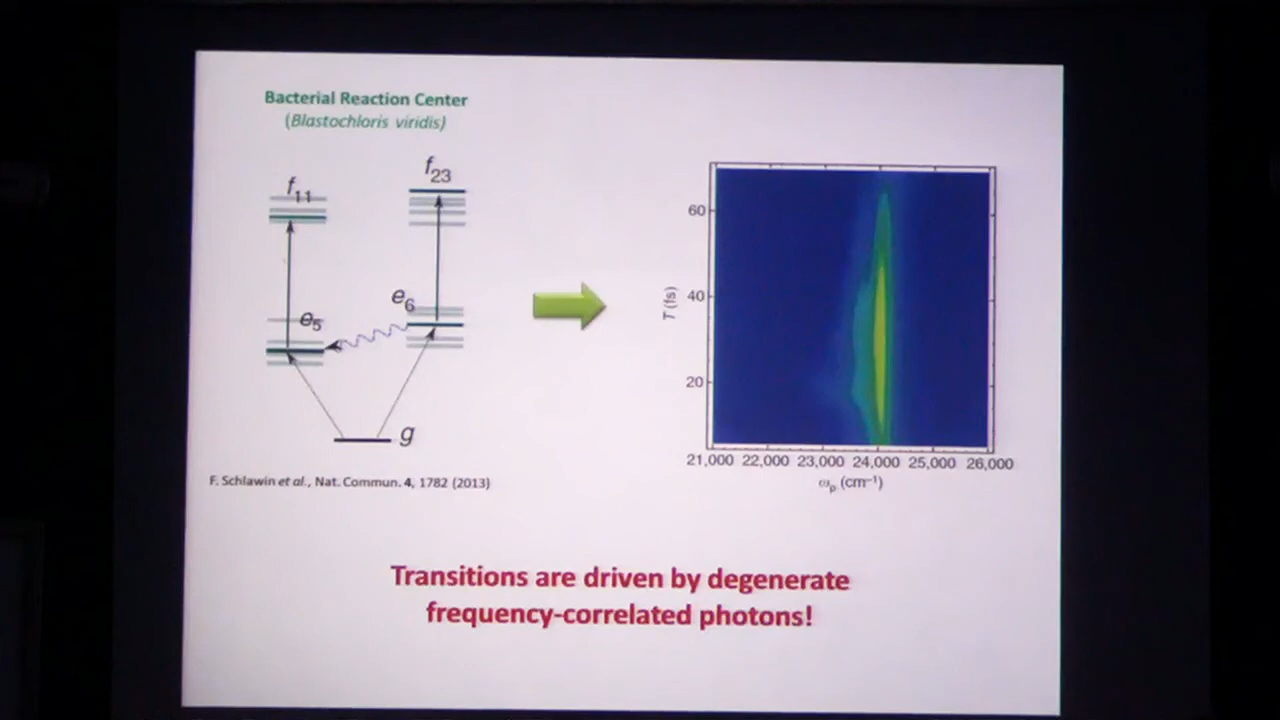 Bacterial Reaction Center
(Blastochloris viridis)
f11
f23
e5
e6
g
F. Schlawin et al., Nat. Commun. 4, 1782 (2013)
T (fs)
60
40
20
21,000 22,000 23,000 24,000 25,000 26,000
ωp (cm⁻¹)
Transitions are driven by degenerate
frequency-correlated photons!